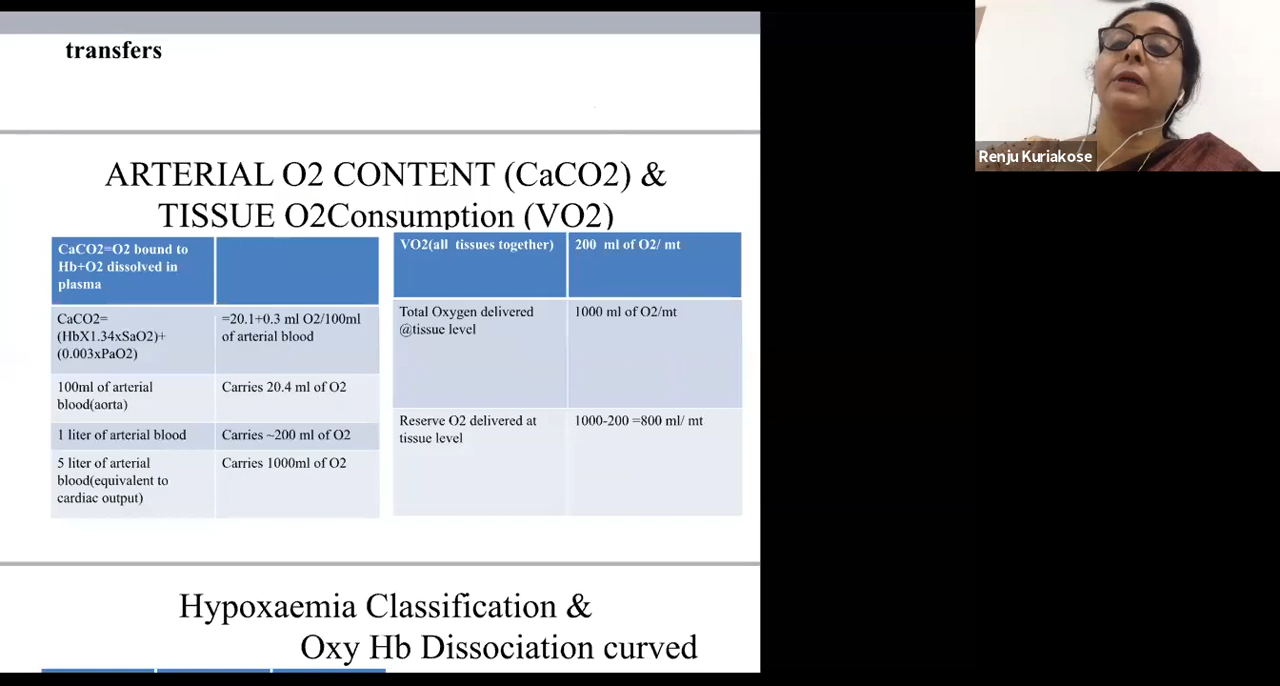 transfers
ARTERIAL O2 CONTENT (CaCO2) &
TISSUE O2Consumption (VO2)
CaCO2=O2 bound to
Hb+O2 dissolved in
plasma
CaCO2=
(HbX1.34xSaO2)+
(0.003xPaO2)
=20.1+0.3 ml O2/100ml
of arterial blood
100ml of arterial
blood(aorta)
Carries 20.4 ml of O2
1 liter of arterial blood
Carries ~200 ml of O2
5 liter of arterial
blood(equivalent to
cardiac output)
Carries 1000ml of O2
VO2(all tissues together)
200 ml of O2/ mt
Total Oxygen delivered
@tissue level
1000 ml of O2/mt
Reserve O2 delivered at
tissue level
1000-200 =800 ml/ mt
Hypoxaemia Classification &
Oxy Hb Dissociation curved
Renju Kuriakose